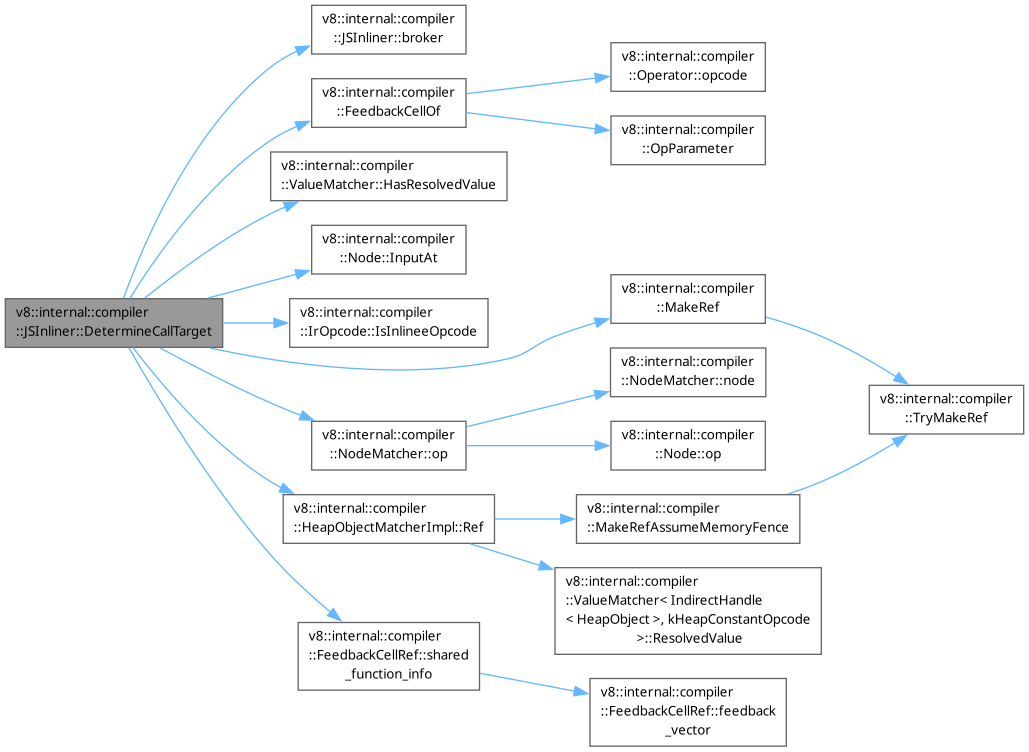 v8::internal::compiler
::JSInliner::DetermineCallTarget
v8::internal::compiler
::JSInliner::broker
v8::internal::compiler
::FeedbackCellOf
v8::internal::compiler
::Operator::opcode
v8::internal::compiler
::OpParameter
v8::internal::compiler
::ValueMatcher::HasResolvedValue
v8::internal::compiler
::Node::InputAt
v8::internal::compiler
::IrOpcode::IsInlineeOpcode
v8::internal::compiler
::MakeRef
v8::internal::compiler
::TryMakeRef
v8::internal::compiler
::NodeMatcher::op
v8::internal::compiler
::NodeMatcher::node
v8::internal::compiler
::Node::op
v8::internal::compiler
::HeapObjectMatcherImpl::Ref
v8::internal::compiler
::MakeRefAssumeMemoryFence
v8::internal::compiler
::ValueMatcher< IndirectHandle
< HeapObject >, kHeapConstantOpcode
>::ResolvedValue
v8::internal::compiler
::FeedbackCellRef::shared
_function_info
v8::internal::compiler
::FeedbackCellRef::feedback
_vector